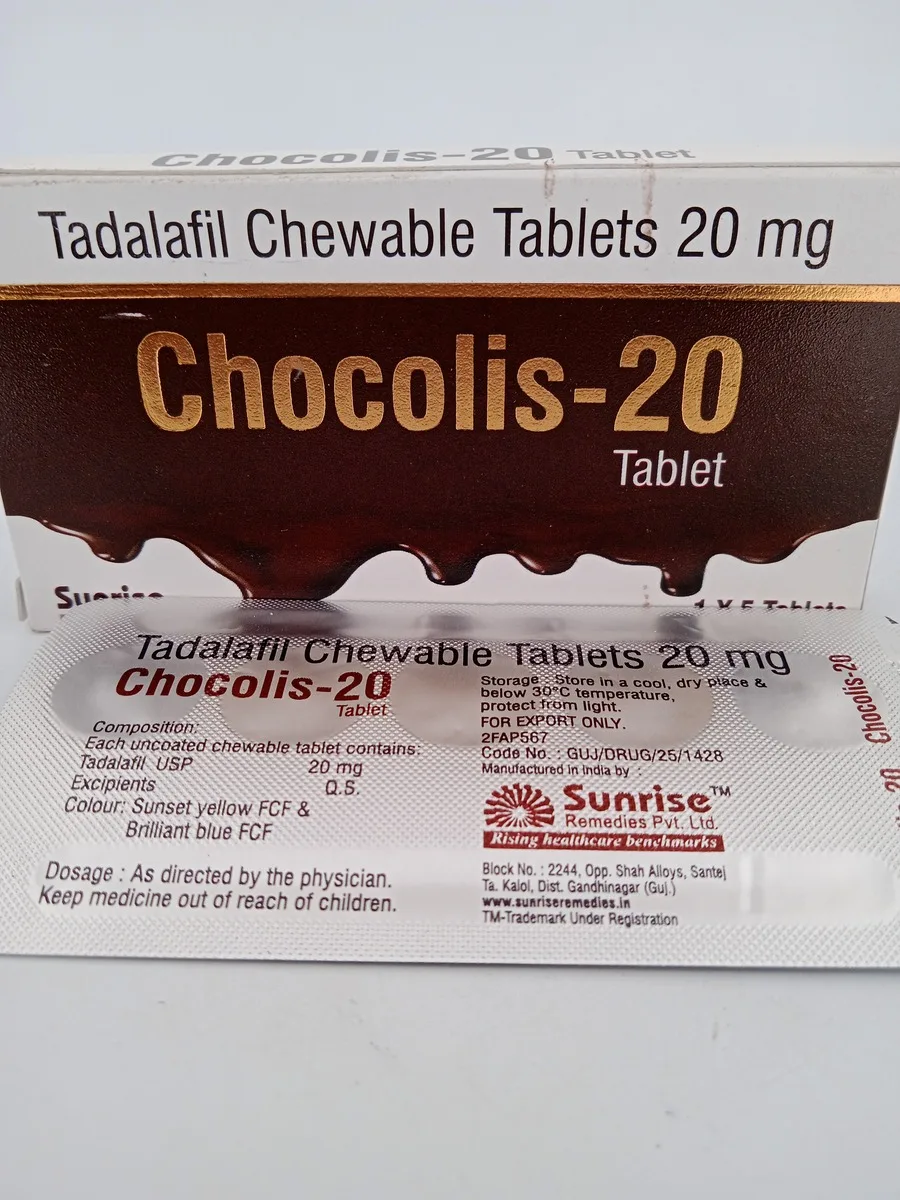 Chocolis-20 Tablet
Tadalafil Chewable Tablets 20 mg
Chocolis-20
Tablet
Sunrise
1 X 5 Tablets
Tadalafil Chewable Tablets 20 mg
Chocolis-20
Tablet
Composition:
Each uncoated chewable tablet contains:
Tadalafil USP 20 mg
Excipients Q.S.
Colour: Sunset yellow FCF &
Brilliant blue FCF
Dosage : As directed by the physician.
Keep medicine out of reach of children.
Storage : Store in a cool, dry place &
below 30°C temperature,
protect from light.
FOR EXPORT ONLY.
2FAP567
Code No. : GUJ/DRUG/25/1428
Manufactured in India by :
Sunrise™
Remedies Pvt. Ltd.
Rising healthcare benchmarks
Block No. : 2244, Opp. Shah Alloys, Santej
Ta. Kalol, Dist. Gandhinagar (Guj.)
www.sunriseremedies.in
TM-Trademark Under Registration
Chocolis-20
20